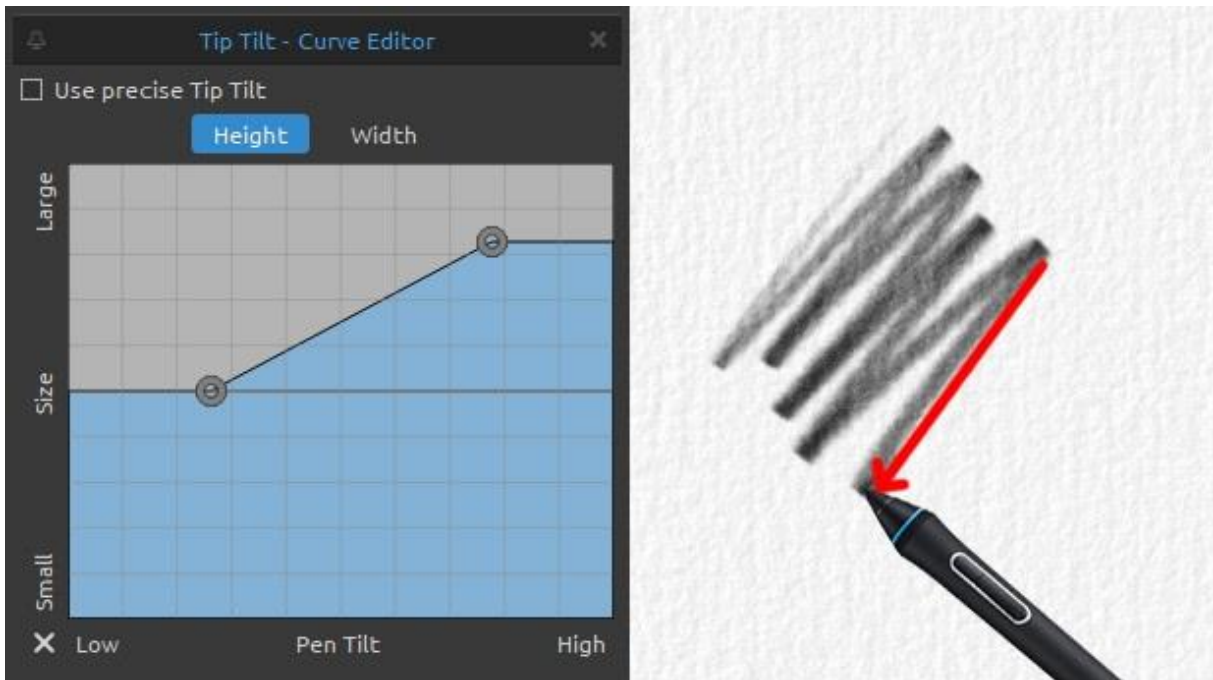 Tip Tilt - Curve Editor
Use precise Tip Tilt
Height Width
Large
Size
Small
Low Pen Tilt High